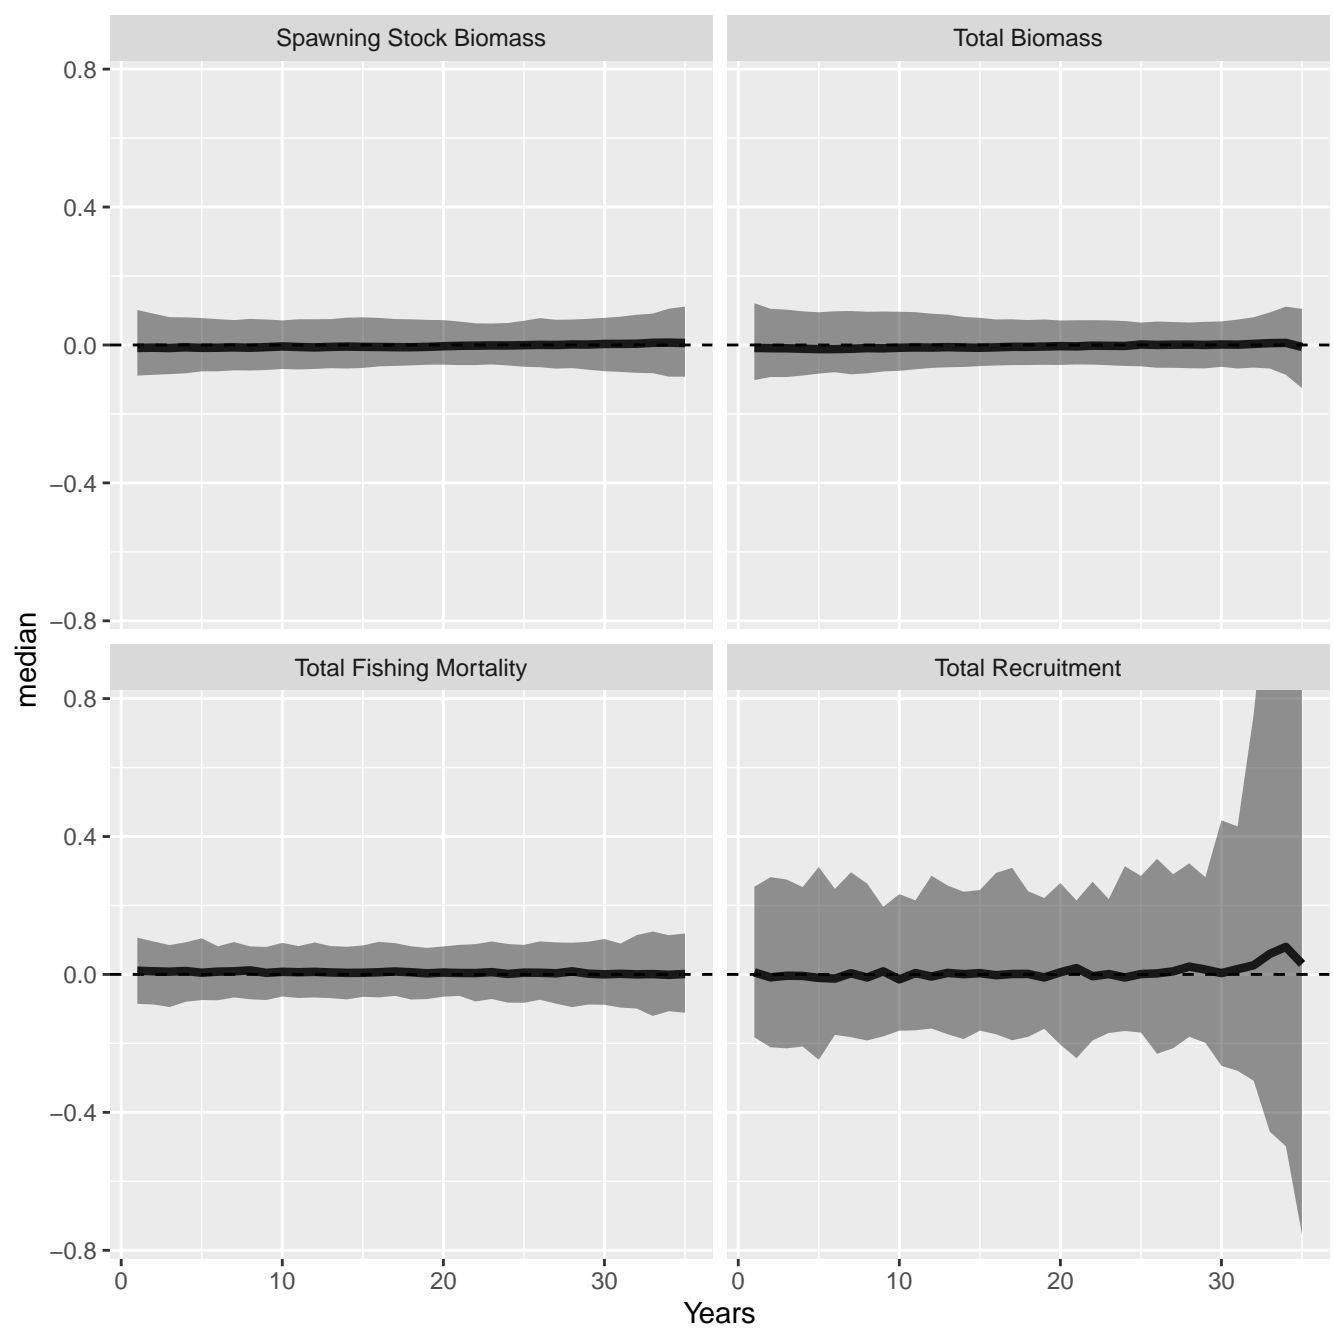 Spawning Stock Biomass
Total Biomass
0.8
0.4
0.0
−0.4
−0.8
median
Total Fishing Mortality
Total Recruitment
0.8
0.4
0.0
−0.4
−0.8
0 10 20 30
0 10 20 30
Years